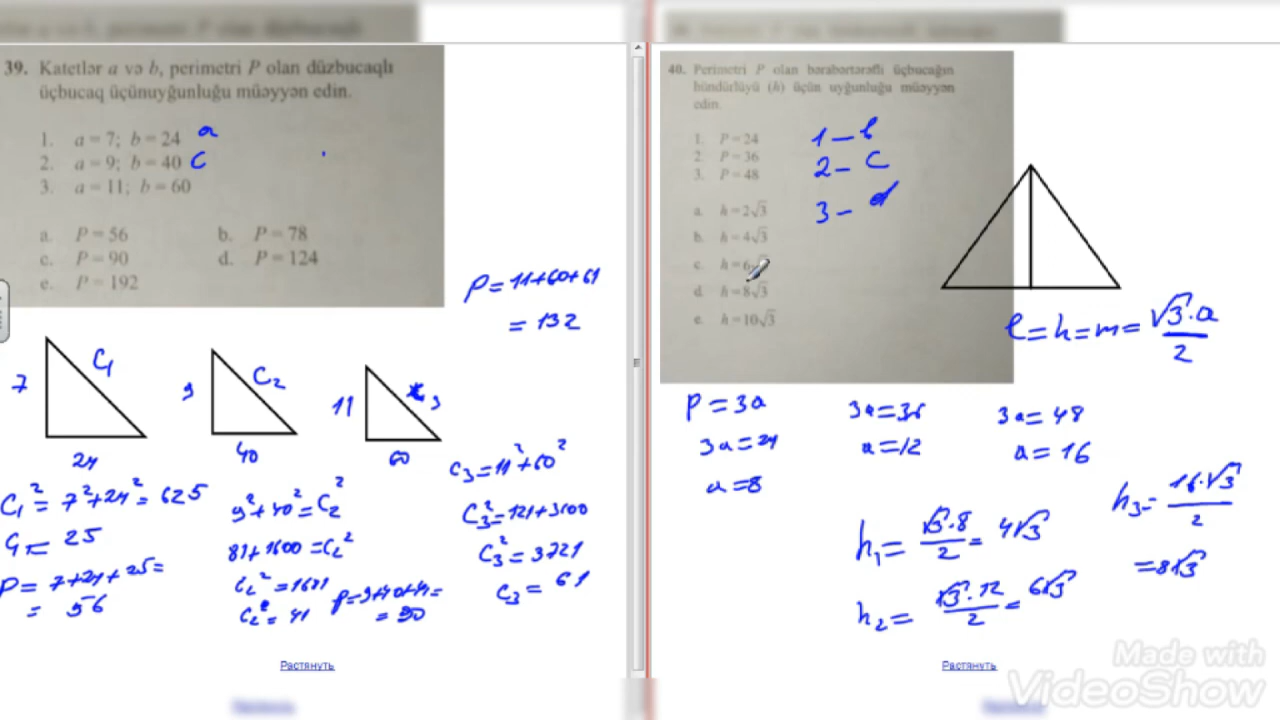 39. Katetlər a və b, perimetri P olan düzbucaqlı
üçbucaq üçünuyğunluğu müəyyən edin.
1. a = 7; b = 24 a
2. a = 9; b = 40 c
3. a = 11; b = 60
a. P = 56 b. P = 78
c. P = 90 d. P = 124
e. P = 192
P = 11+60+61
= 132
7 C₁ 24
9 C₂ 40
11 3 60
C₁² = 7²+24² = 625
C₁ = 25
P = 7+24+25 =
= 56
9²+40² = C₂²
81+1600 = C₂²
C₂² = 1681
C₂ = 41
P = 9+40+41 =
= 90
C₃ = 11²+60²
C₃² = 121+3600
C₃² = 3721
C₃ = 61
Растянуть
40. Perimetri P olan bərabərtərəfli üçbucağın
hündürlüyü (h) üçün uyğunluğu müəyyən
edin.
1. P = 24 1 – b
2. P = 36 2 – c
3. P = 48 3 – d
a. h = 2√3
b. h = 4√3
c. h = 6
d. h = 8√3
e. h = 10√3
l = h = m = √3·a/2
P = 3a
3a = 24
a = 8
3a = 36
a = 12
3a = 48
a = 16
h₁ = √3·8/2 = 4√3
h₂ = √3·12/2 = 6√3
h₃ = 16·√3/2
= 8√3
Растянуть
Made with
VideoShow